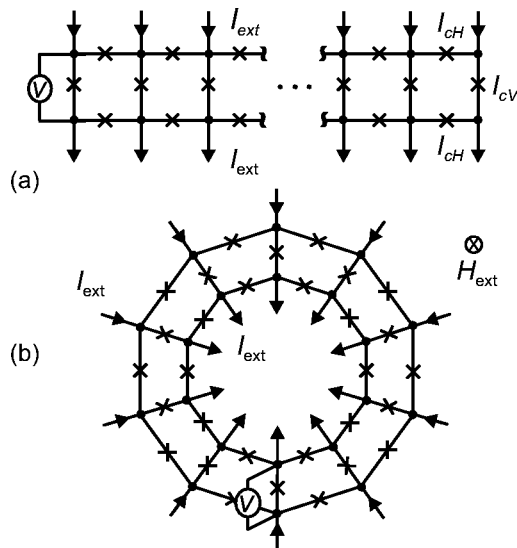 I_ext I_cH
V I_cV
...
I_ext I_cH
(a)
H_ext
I_ext
I_ext
(b)
V